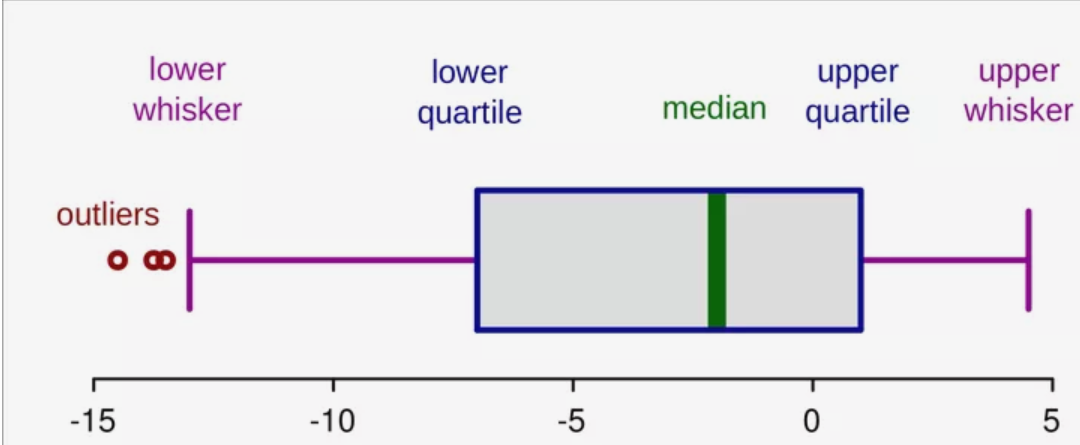 lower
whisker
lower
quartile
median
upper
quartile
upper
whisker
outliers
-15
-10
-5
0
5